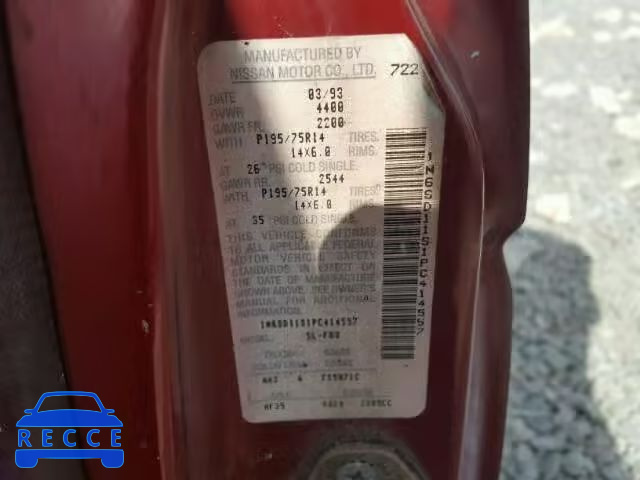 MANUFACTURED BY
NISSAN MOTOR CO., LTD. 722
DATE 03/93
GVWR 4400
GAWR FR. 2200
WITH P195/75R14 TIRES.
14X6.0 RIMS.
AT 26 PSI COLD SINGLE.
GAWR RR. 2544
WITH P195/75R14 TIRES
14X6.0 RIMS.
AT 35 PSI COLD SINGLE.
THIS VEHICLE CONFORMS
TO ALL APPLICABLE FEDERAL
MOTOR VEHICLE SAFETY
STANDARDS IN EFFECT ON
THE DATE OF MANUFACTURE
SHOWN ABOVE. SEE OWNER'S
MANUAL FOR ADDITIONAL
INFORMATION.
1N6SD11S1PC414557
MODEL
1N6SD11S1PC414557
RECCE